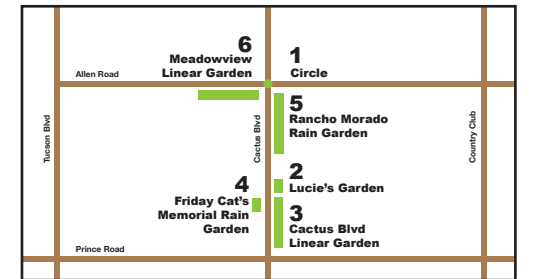 6
Meadowview
Linear Garden
1
Circle
Allen Road
5
Rancho Morado
Rain Garden
Tucson Blvd
Cactus Blvd
Country Club
2
Lucie's Garden
4
Friday Cat's
Memorial Rain
Garden
3
Cactus Blvd
Linear Garden
Prince Road